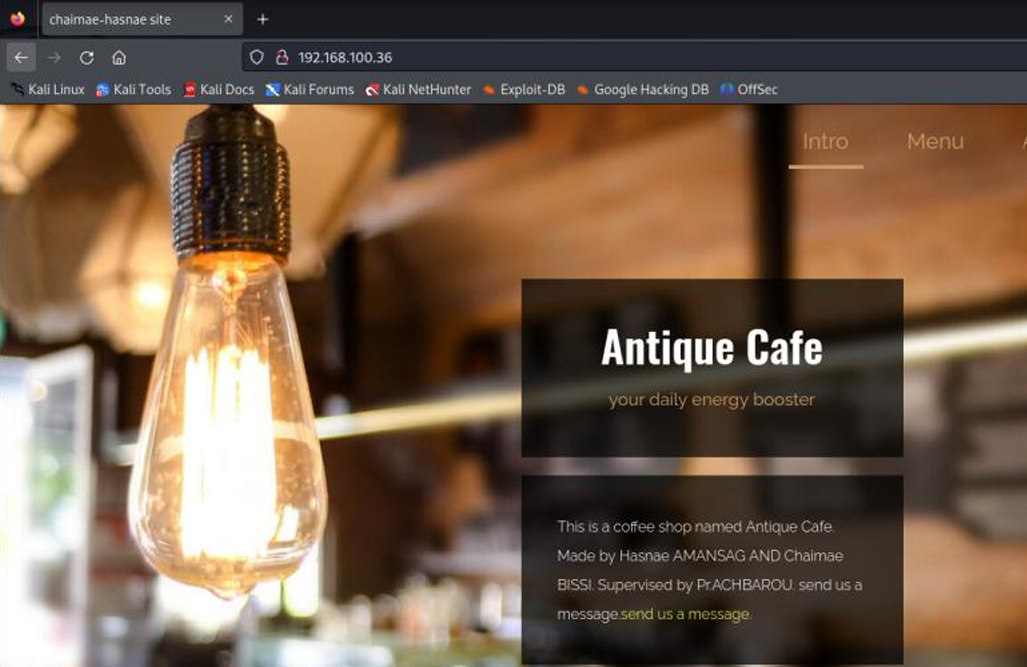 chaimae-hasnae site
192.168.100.36
Kali Linux Kali Tools Kali Docs Kali Forums Kali NetHunter Exploit-DB Google Hacking DB OffSec
Intro Menu
Antique Cafe
your daily energy booster
This is a coffee shop named Antique Cafe.
Made by Hasnae AMANSAG AND Chaimae
BISSI. Supervised by Pr.ACHBAROU. send us a
message.send us a message.